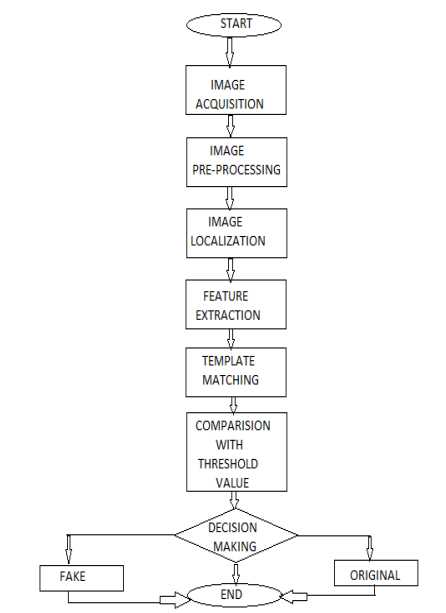 START
IMAGE
ACQUISITION
IMAGE
PRE-PROCESSING
IMAGE
LOCALIZATION
FEATURE
EXTRACTION
TEMPLATE
MATCHING
COMPARISION
WITH
THRESHOLD
VALUE
DECISION
MAKING
FAKE
ORIGINAL
END